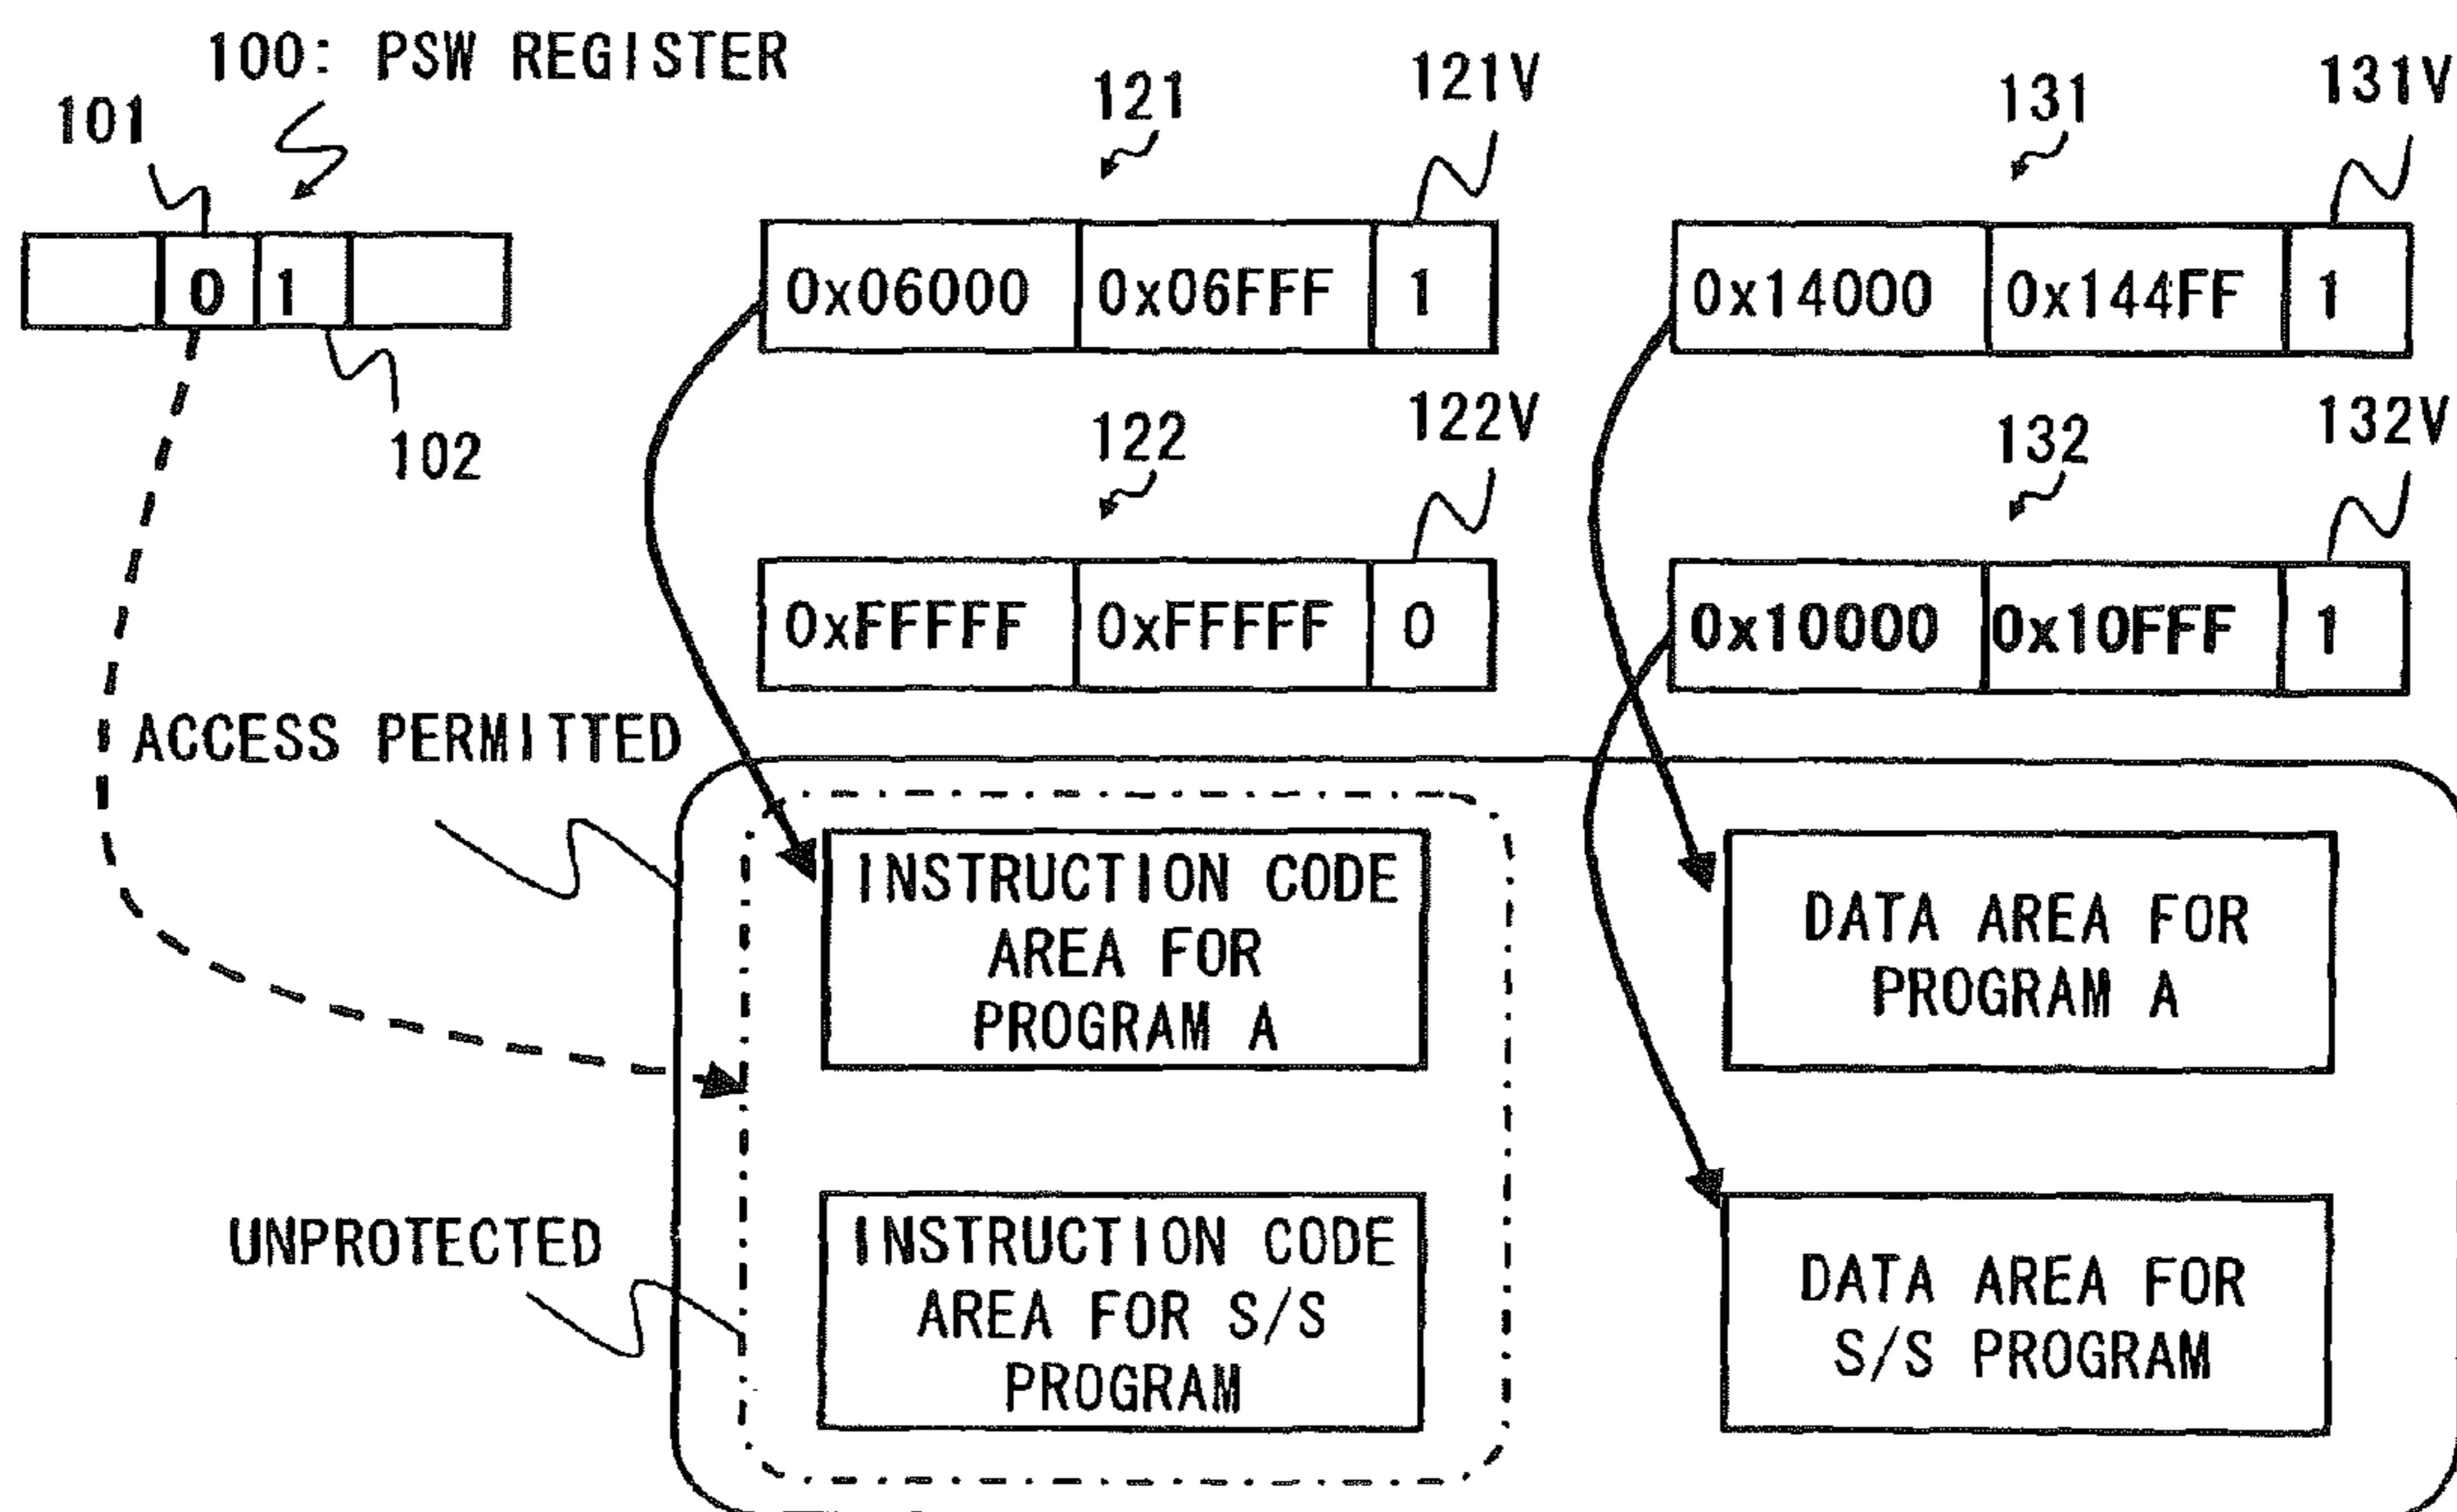 100: PSW REGISTER
101
0 1
102
121
121V
0x06000 0x06FFF 1
131
131V
0x14000 0x144FF 1
122
122V
0xFFFFF 0xFFFFF 0
132
132V
0x10000 0x10FFF 1
ACCESS PERMITTED
INSTRUCTION CODE
AREA FOR
PROGRAM A
DATA AREA FOR
PROGRAM A
UNPROTECTED
INSTRUCTION CODE
AREA FOR S/S
PROGRAM
DATA AREA FOR
S/S PROGRAM